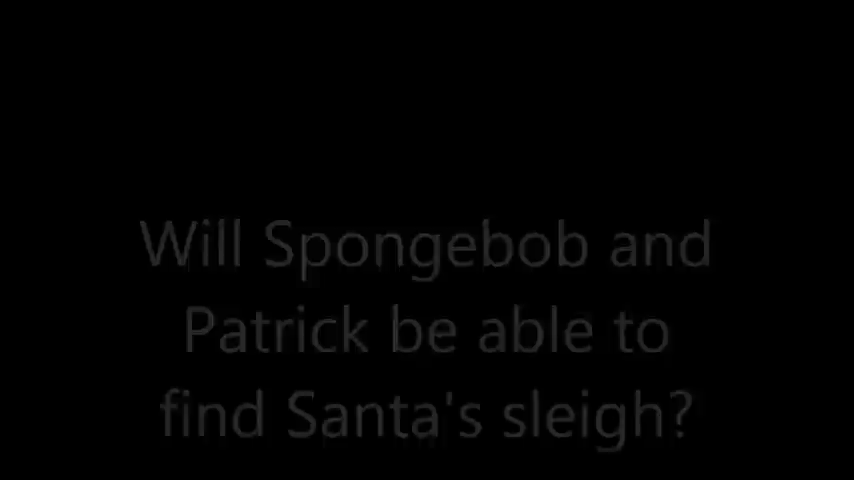 Will Spongebob and
Patrick be able to
find Santa's sleigh?